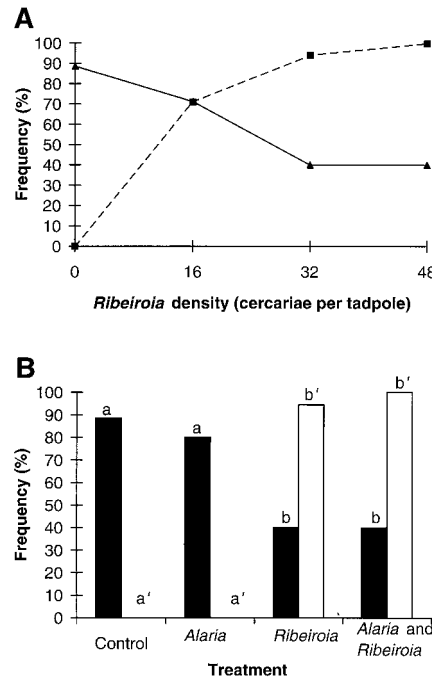 A
Frequency (%)
100
90
80
70
60
50
40
30
20
10
0
0 16 32 48
Ribeiroia density (cercariae per tadpole)
B
Frequency (%)
100
90
80
70
60
50
40
30
20
10
0
a a' a a' b b' b b'
Control Alaria Ribeiroia Alaria and
Ribeiroia
Treatment